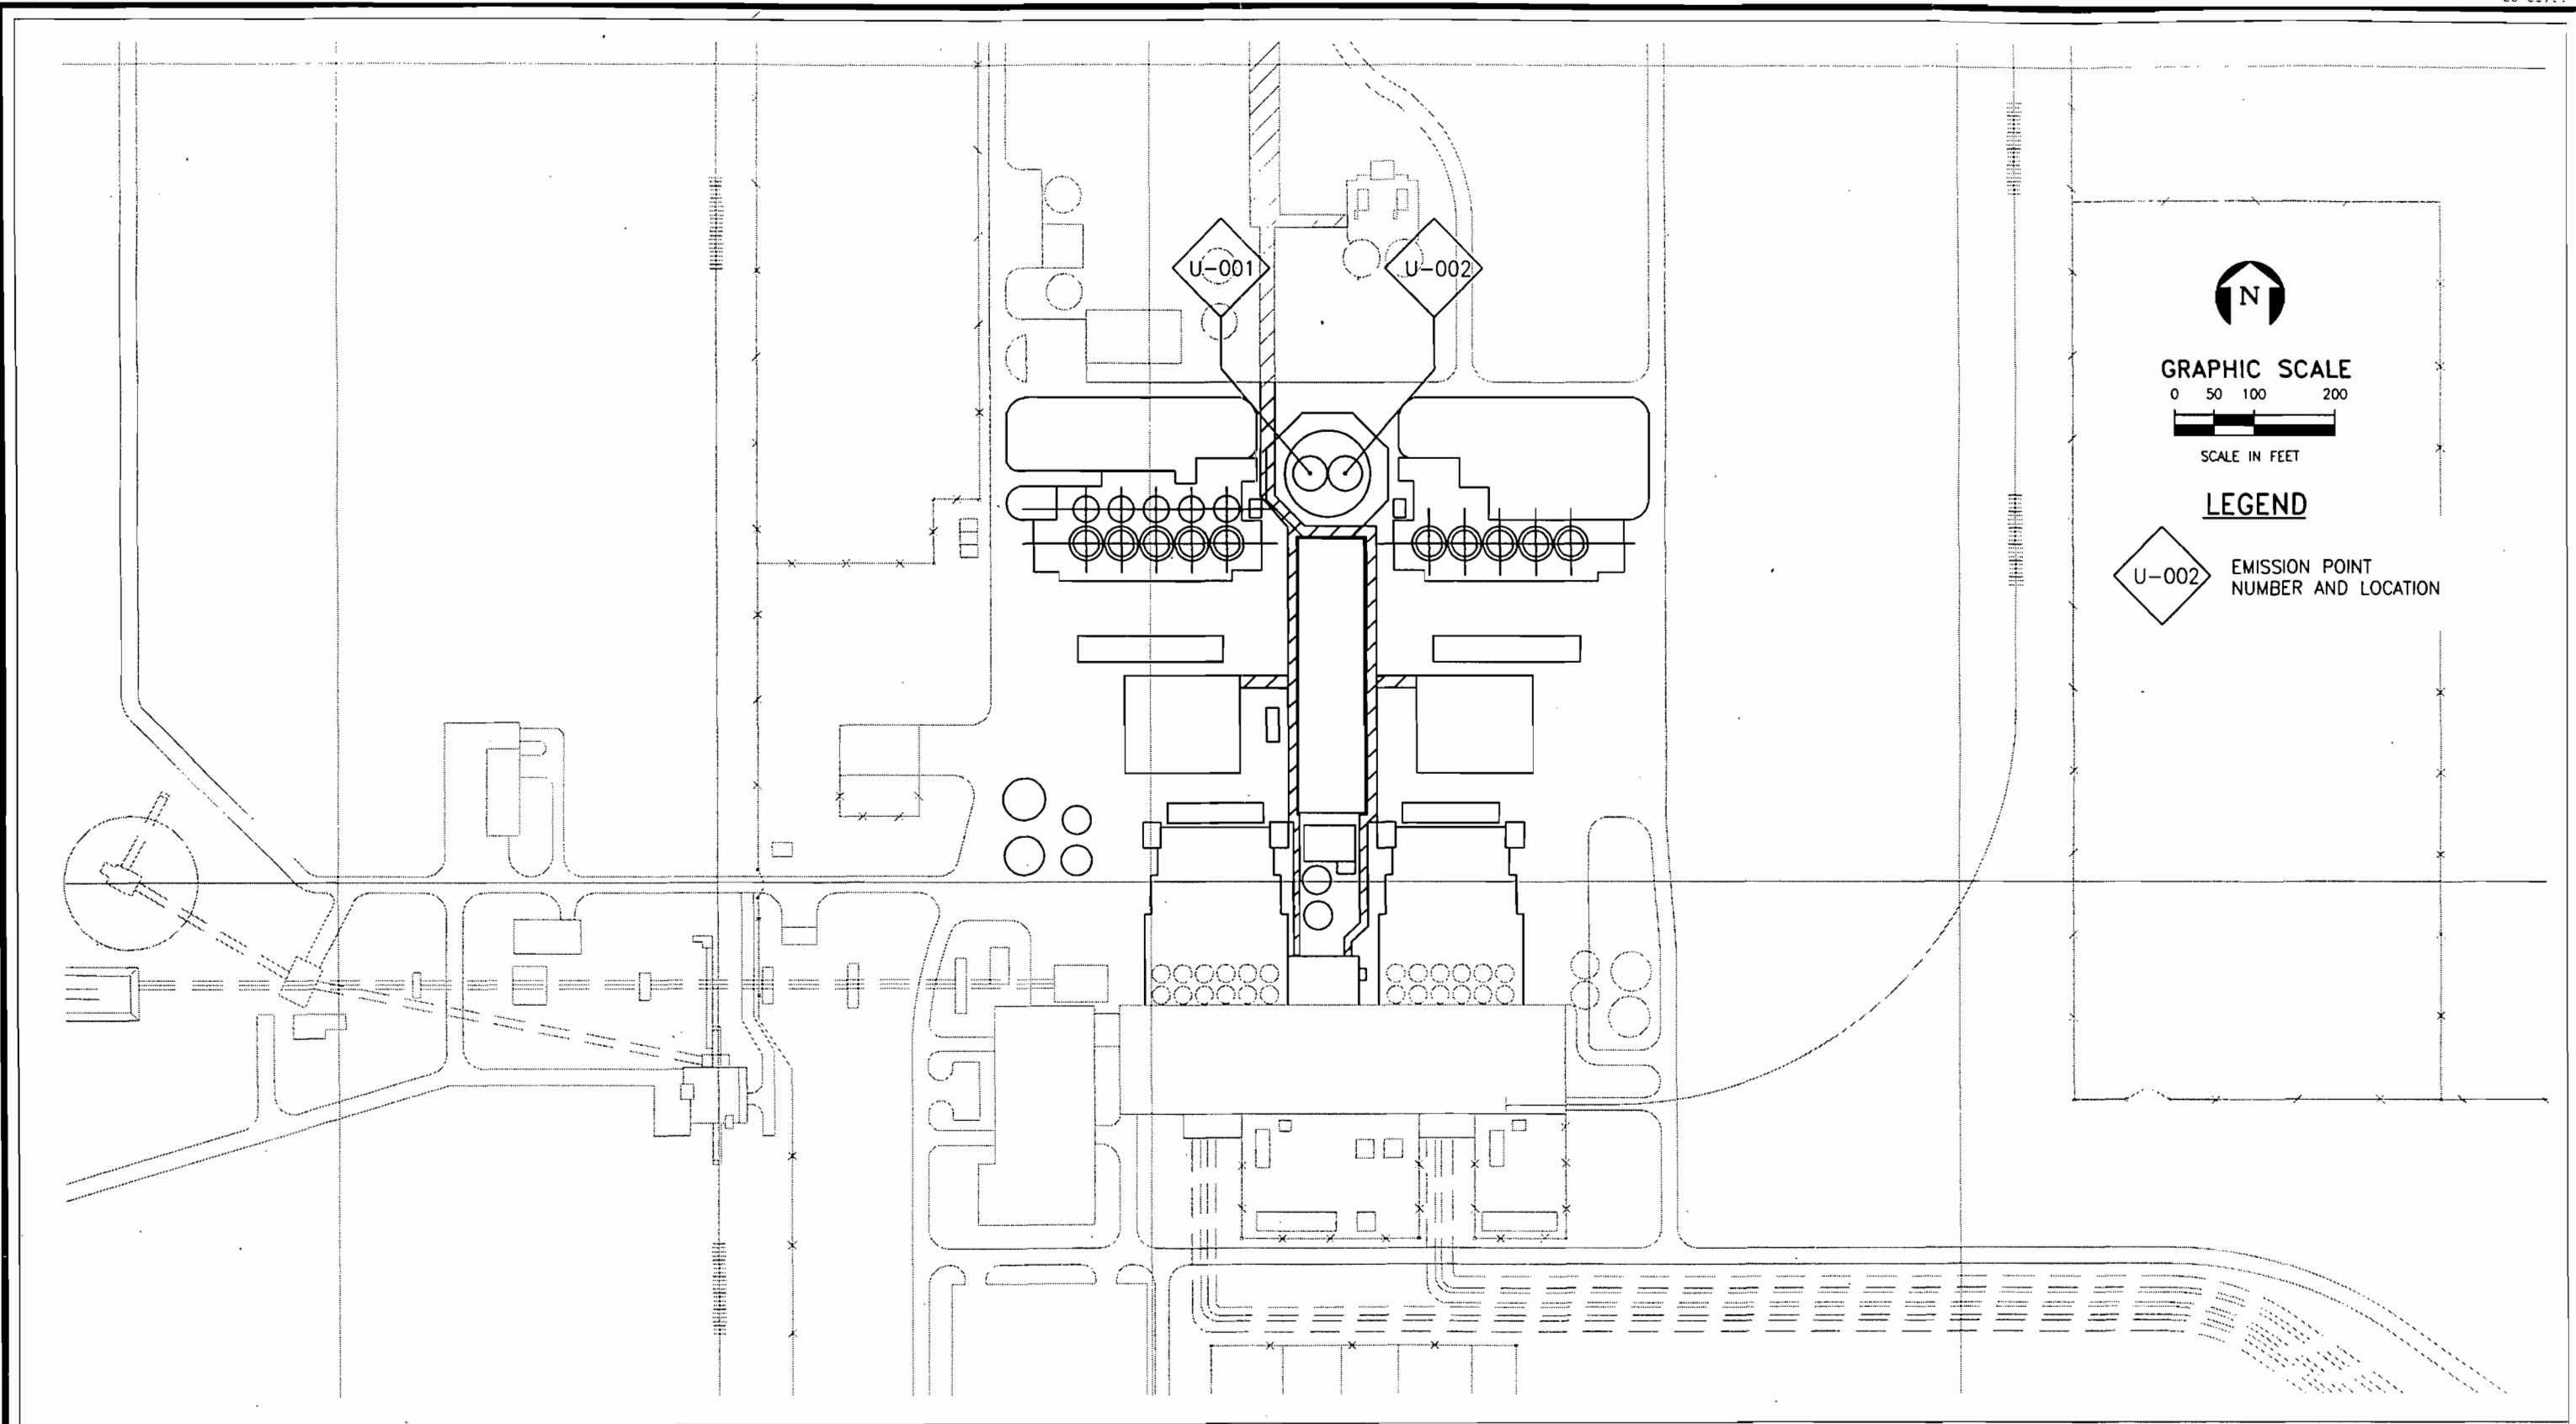 U-001
U-002
N
GRAPHIC SCALE
0 50 100 200
SCALE IN FEET
LEGEND
U-002
EMISSION POINT
NUMBER AND LOCATION